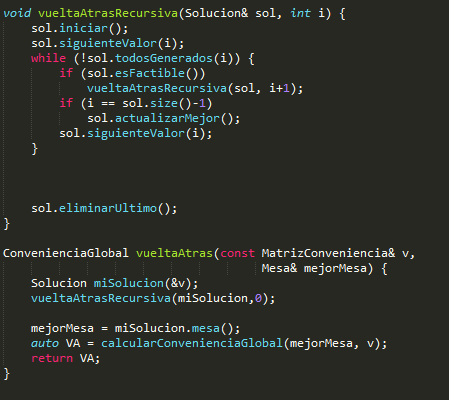 void vueltaAtrasRecursiva(Solucion& sol, int i) {
    sol.iniciar();
    sol.siguienteValor(i);
    while (!sol.todosGenerados(i)) {
        if (sol.esFactible())
            vueltaAtrasRecursiva(sol, i+1);
        if (i == sol.size()-1)
            sol.actualizarMejor();
        sol.siguienteValor(i);
    }
    sol.eliminarUltimo();
}
ConvenienciaGlobal vueltaAtras(const MatrizConveniencia& v,
                               Mesa& mejorMesa) {
    Solucion miSolucion(&v);
    vueltaAtrasRecursiva(miSolucion,0);
    mejorMesa = miSolucion.mesa();
    auto VA = calcularConvenienciaGlobal(mejorMesa, v);
    return VA;
}